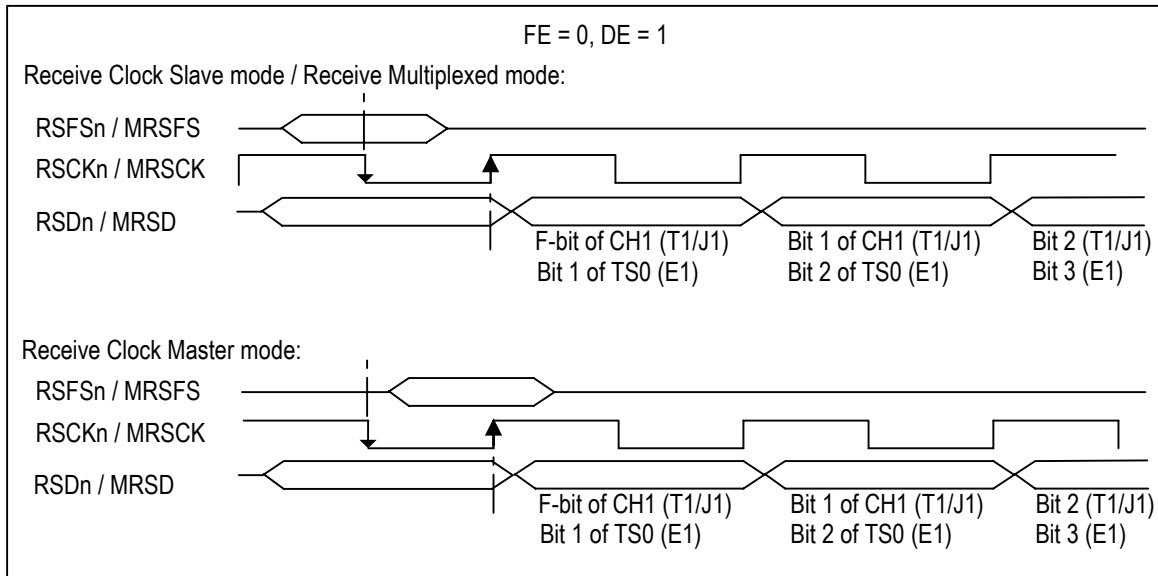 FE = 0, DE = 1
Receive Clock Slave mode / Receive Multiplexed mode:
RSFSn / MRSFS
RSCKn / MRSCK
RSDn / MRSD
F-bit of CH1 (T1/J1) Bit 1 of CH1 (T1/J1) Bit 2 (T1/J1)
Bit 1 of TS0 (E1) Bit 2 of TS0 (E1) Bit 3 (E1)
Receive Clock Master mode:
RSFSn / MRSFS
RSCKn / MRSCK
RSDn / MRSD
F-bit of CH1 (T1/J1) Bit 1 of CH1 (T1/J1) Bit 2 (T1/J1)
Bit 1 of TS0 (E1) Bit 2 of TS0 (E1) Bit 3 (E1)